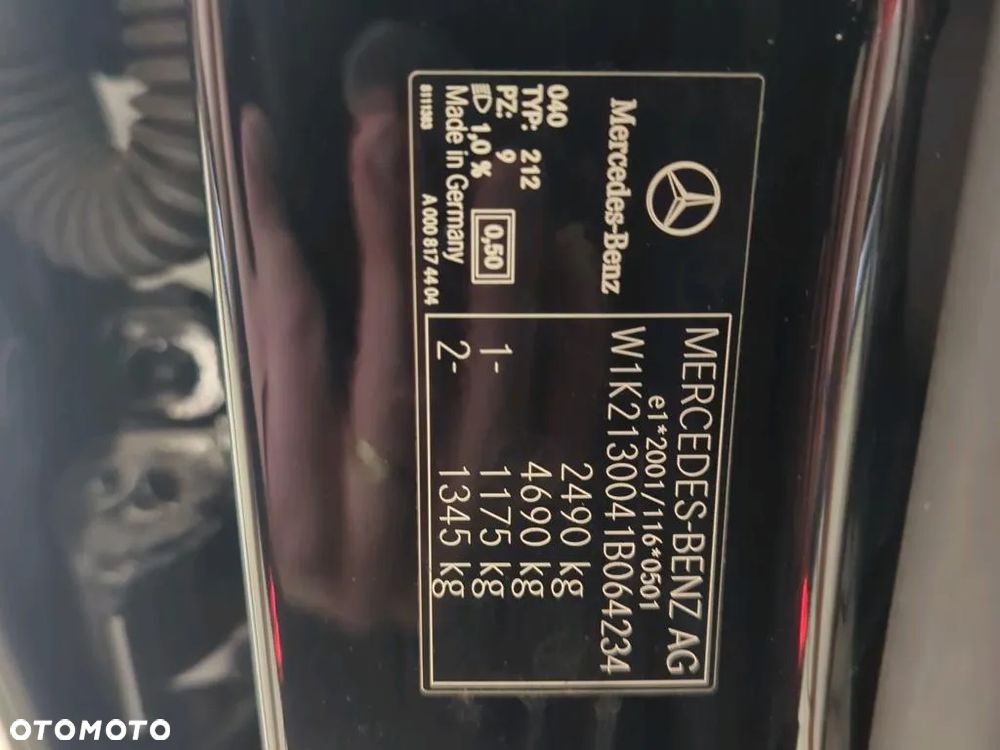 Mercedes-Benz
040
TYP: 212
PZ: 9
1,0 % 0,50
Made in Germany
8111383 A 000 817 44 04
MERCEDES-BENZ AG
e1*2001/116*0501
W1K2130041B064234
2490 kg
4690 kg
1- 1175 kg
2- 1345 kg
OTOMOTO